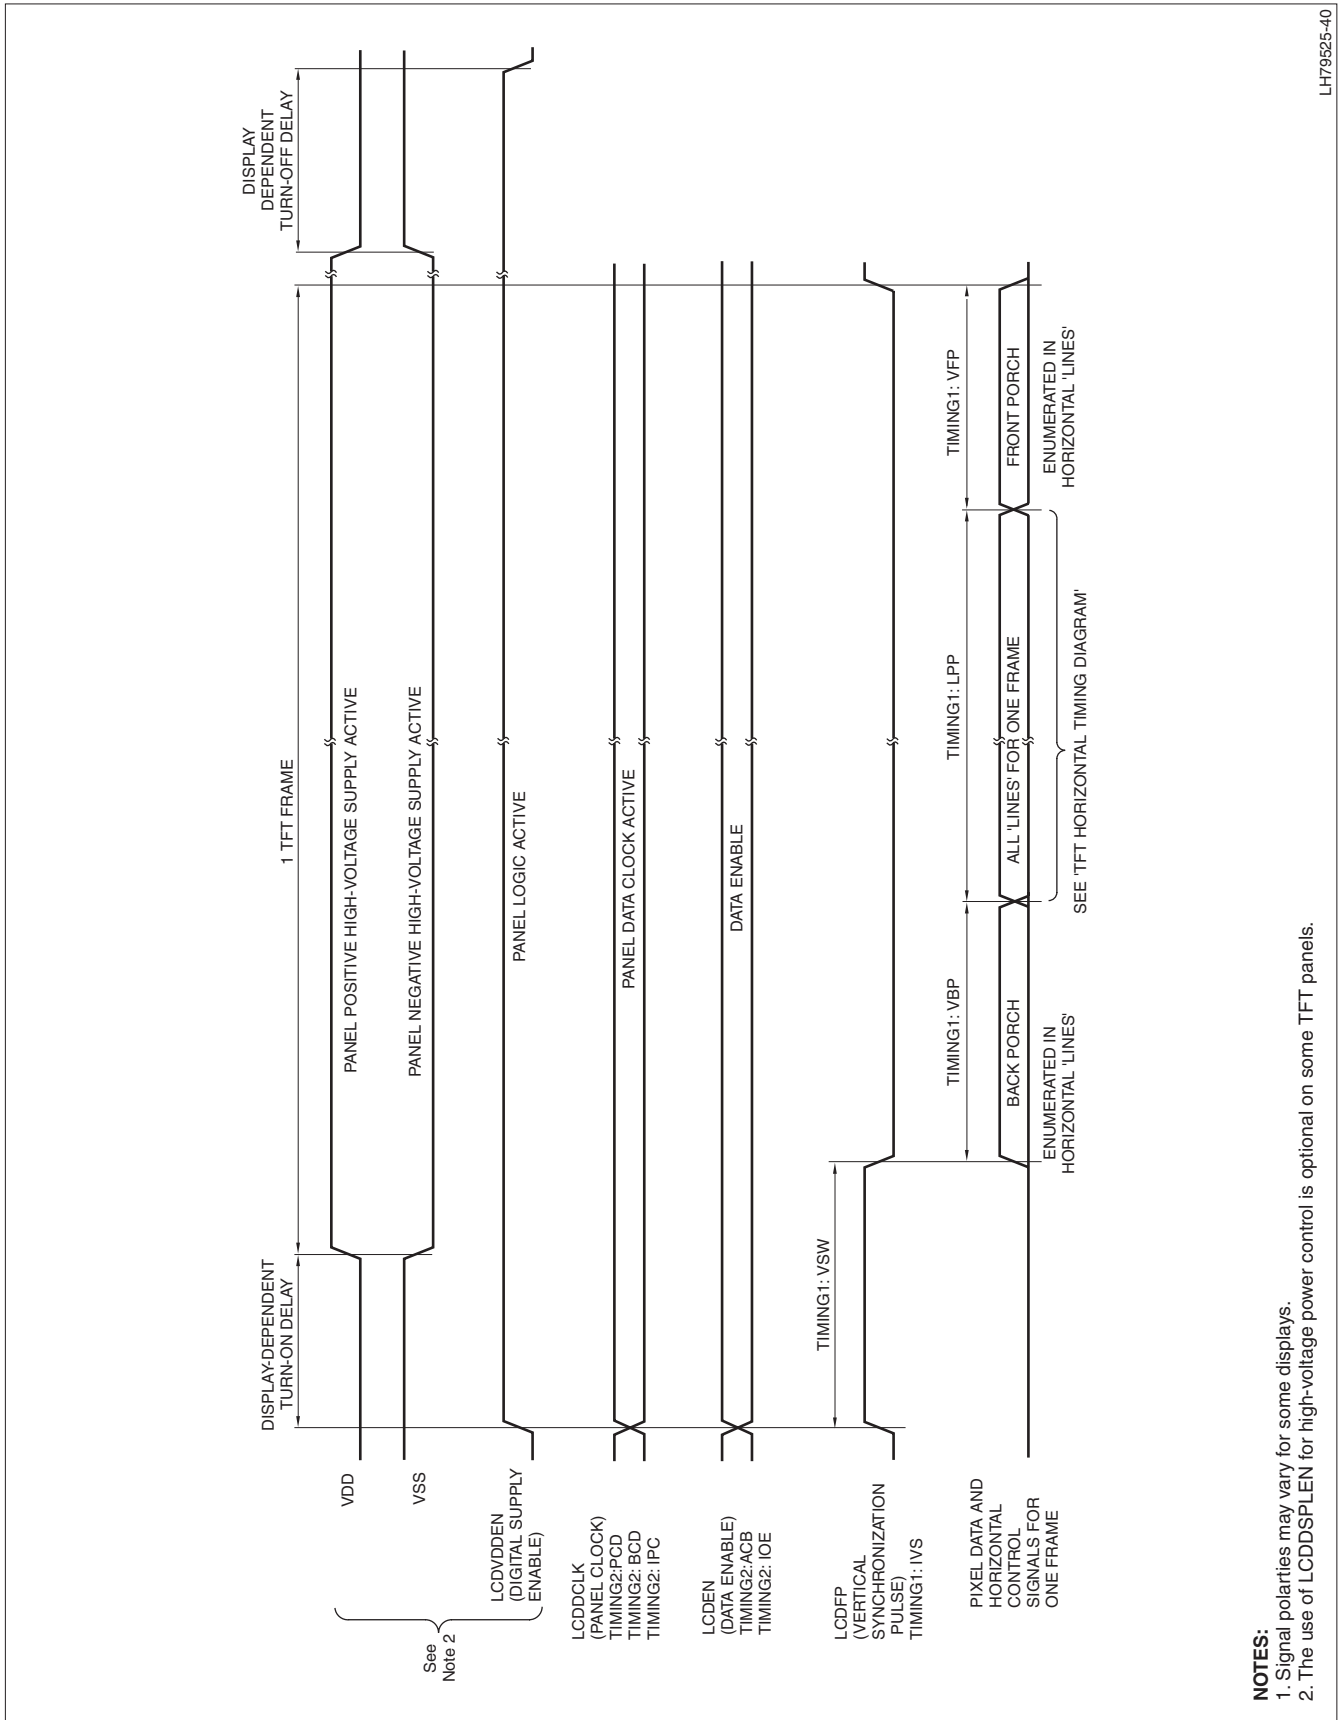 DISPLAY-DEPENDENT
TURN-ON DELAY
1 TFT FRAME
DISPLAY
DEPENDENT
TURN-OFF DELAY
VDD
PANEL POSITIVE HIGH-VOLTAGE SUPPLY ACTIVE
VSS
PANEL NEGATIVE HIGH-VOLTAGE SUPPLY ACTIVE
See
Note 2
LCDVDDEN
(DIGITAL SUPPLY
ENABLE)
PANEL LOGIC ACTIVE
LCDDCLK
(PANEL CLOCK)
TIMING2:PCD
TIMING2: BCD
TIMING2: IPC
PANEL DATA CLOCK ACTIVE
LCDEN
(DATA ENABLE)
TIMING2:ACB
TIMING2: IOE
DATA ENABLE
TIMING1: VSW
LCDFP
(VERTICAL
SYNCHRONIZATION
PULSE)
TIMING1: IVS
TIMING1: VBP
TIMING1: LPP
TIMING1: VFP
PIXEL DATA AND
HORIZONTAL
CONTROL
SIGNALS FOR
ONE FRAME
BACK PORCH
ALL 'LINES' FOR ONE FRAME
FRONT PORCH
ENUMERATED IN
HORIZONTAL 'LINES'
SEE 'TFT HORIZONTAL TIMING DIAGRAM'
ENUMERATED IN
HORIZONTAL 'LINES'
NOTES:
1. Signal polarties may vary for some displays.
2. The use of LCDDSPLEN for high-voltage power control is optional on some TFT panels.
LH79525-40